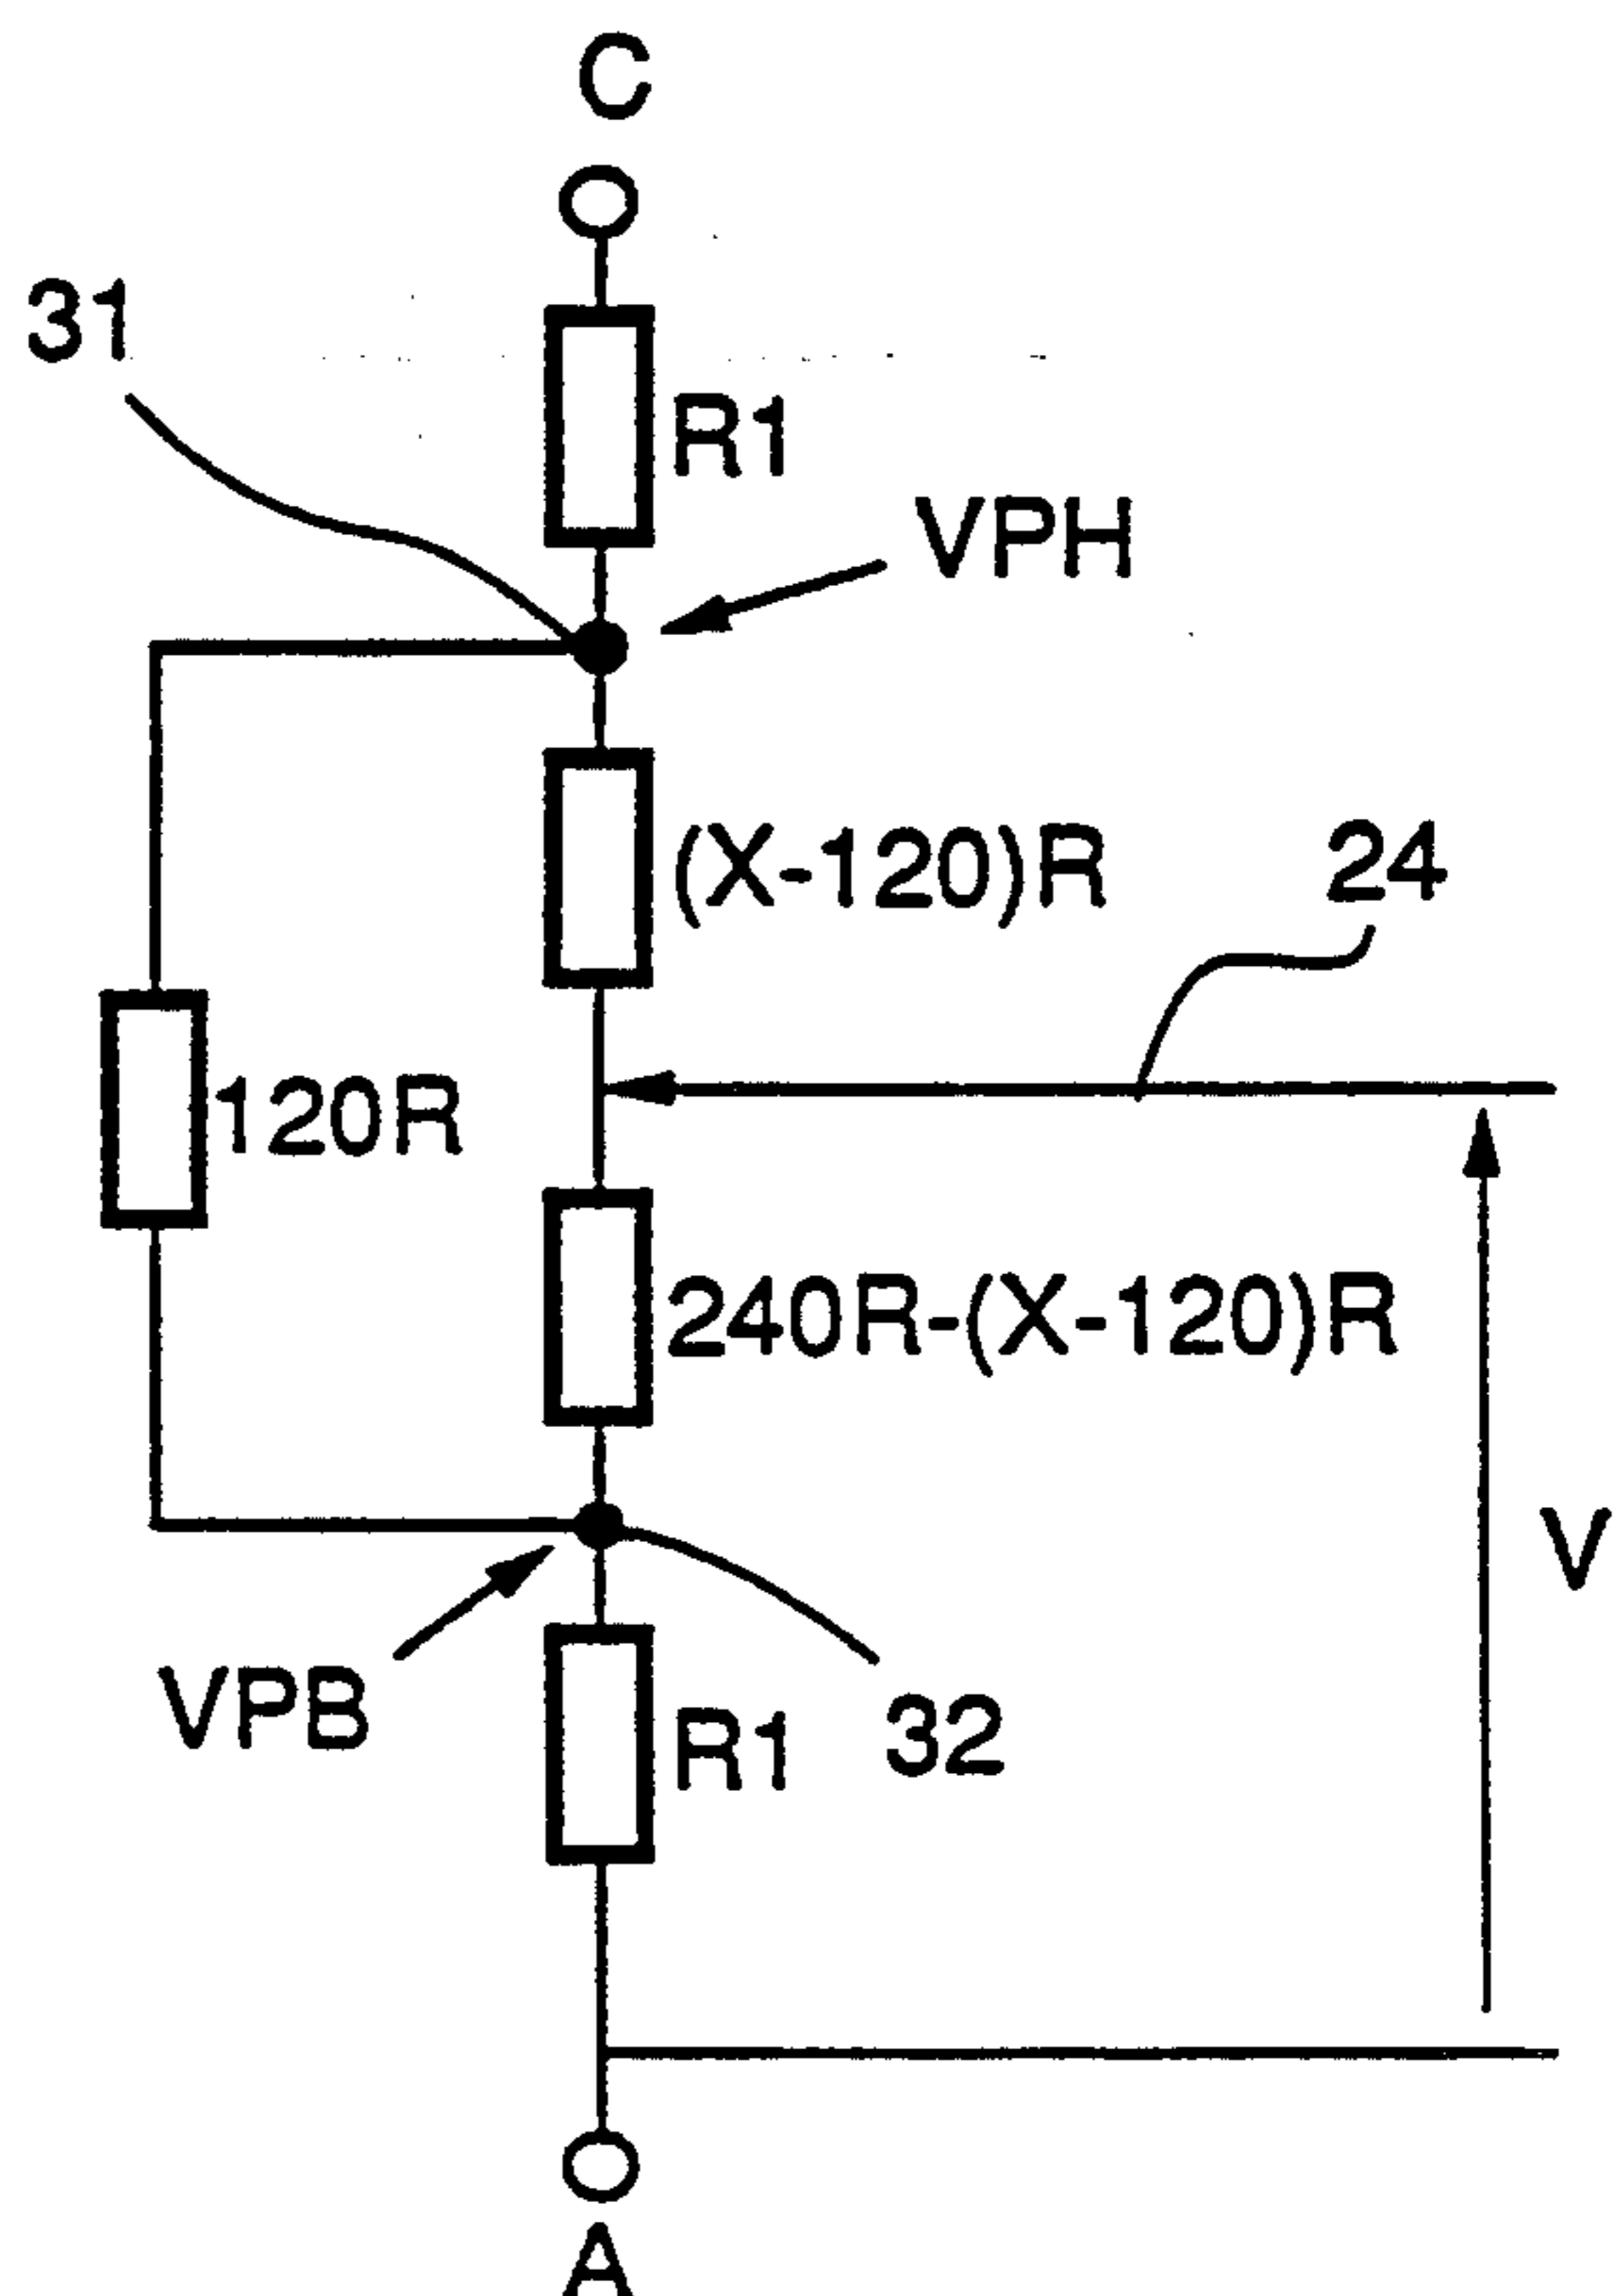 C
31
R1
VPH
(X-120)R
24
120R
240R-(X-120)R
V
VPB
R1
32
A